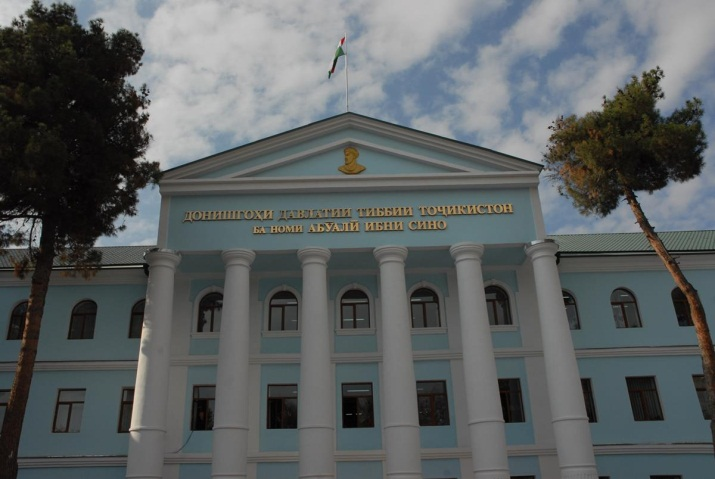 ДОНИШГОҲИ ДАВЛАТИИ ТИББИИ ТОҶИКИСТОН
БА НОМИ АБУАЛӢ ИБНИ СИНО